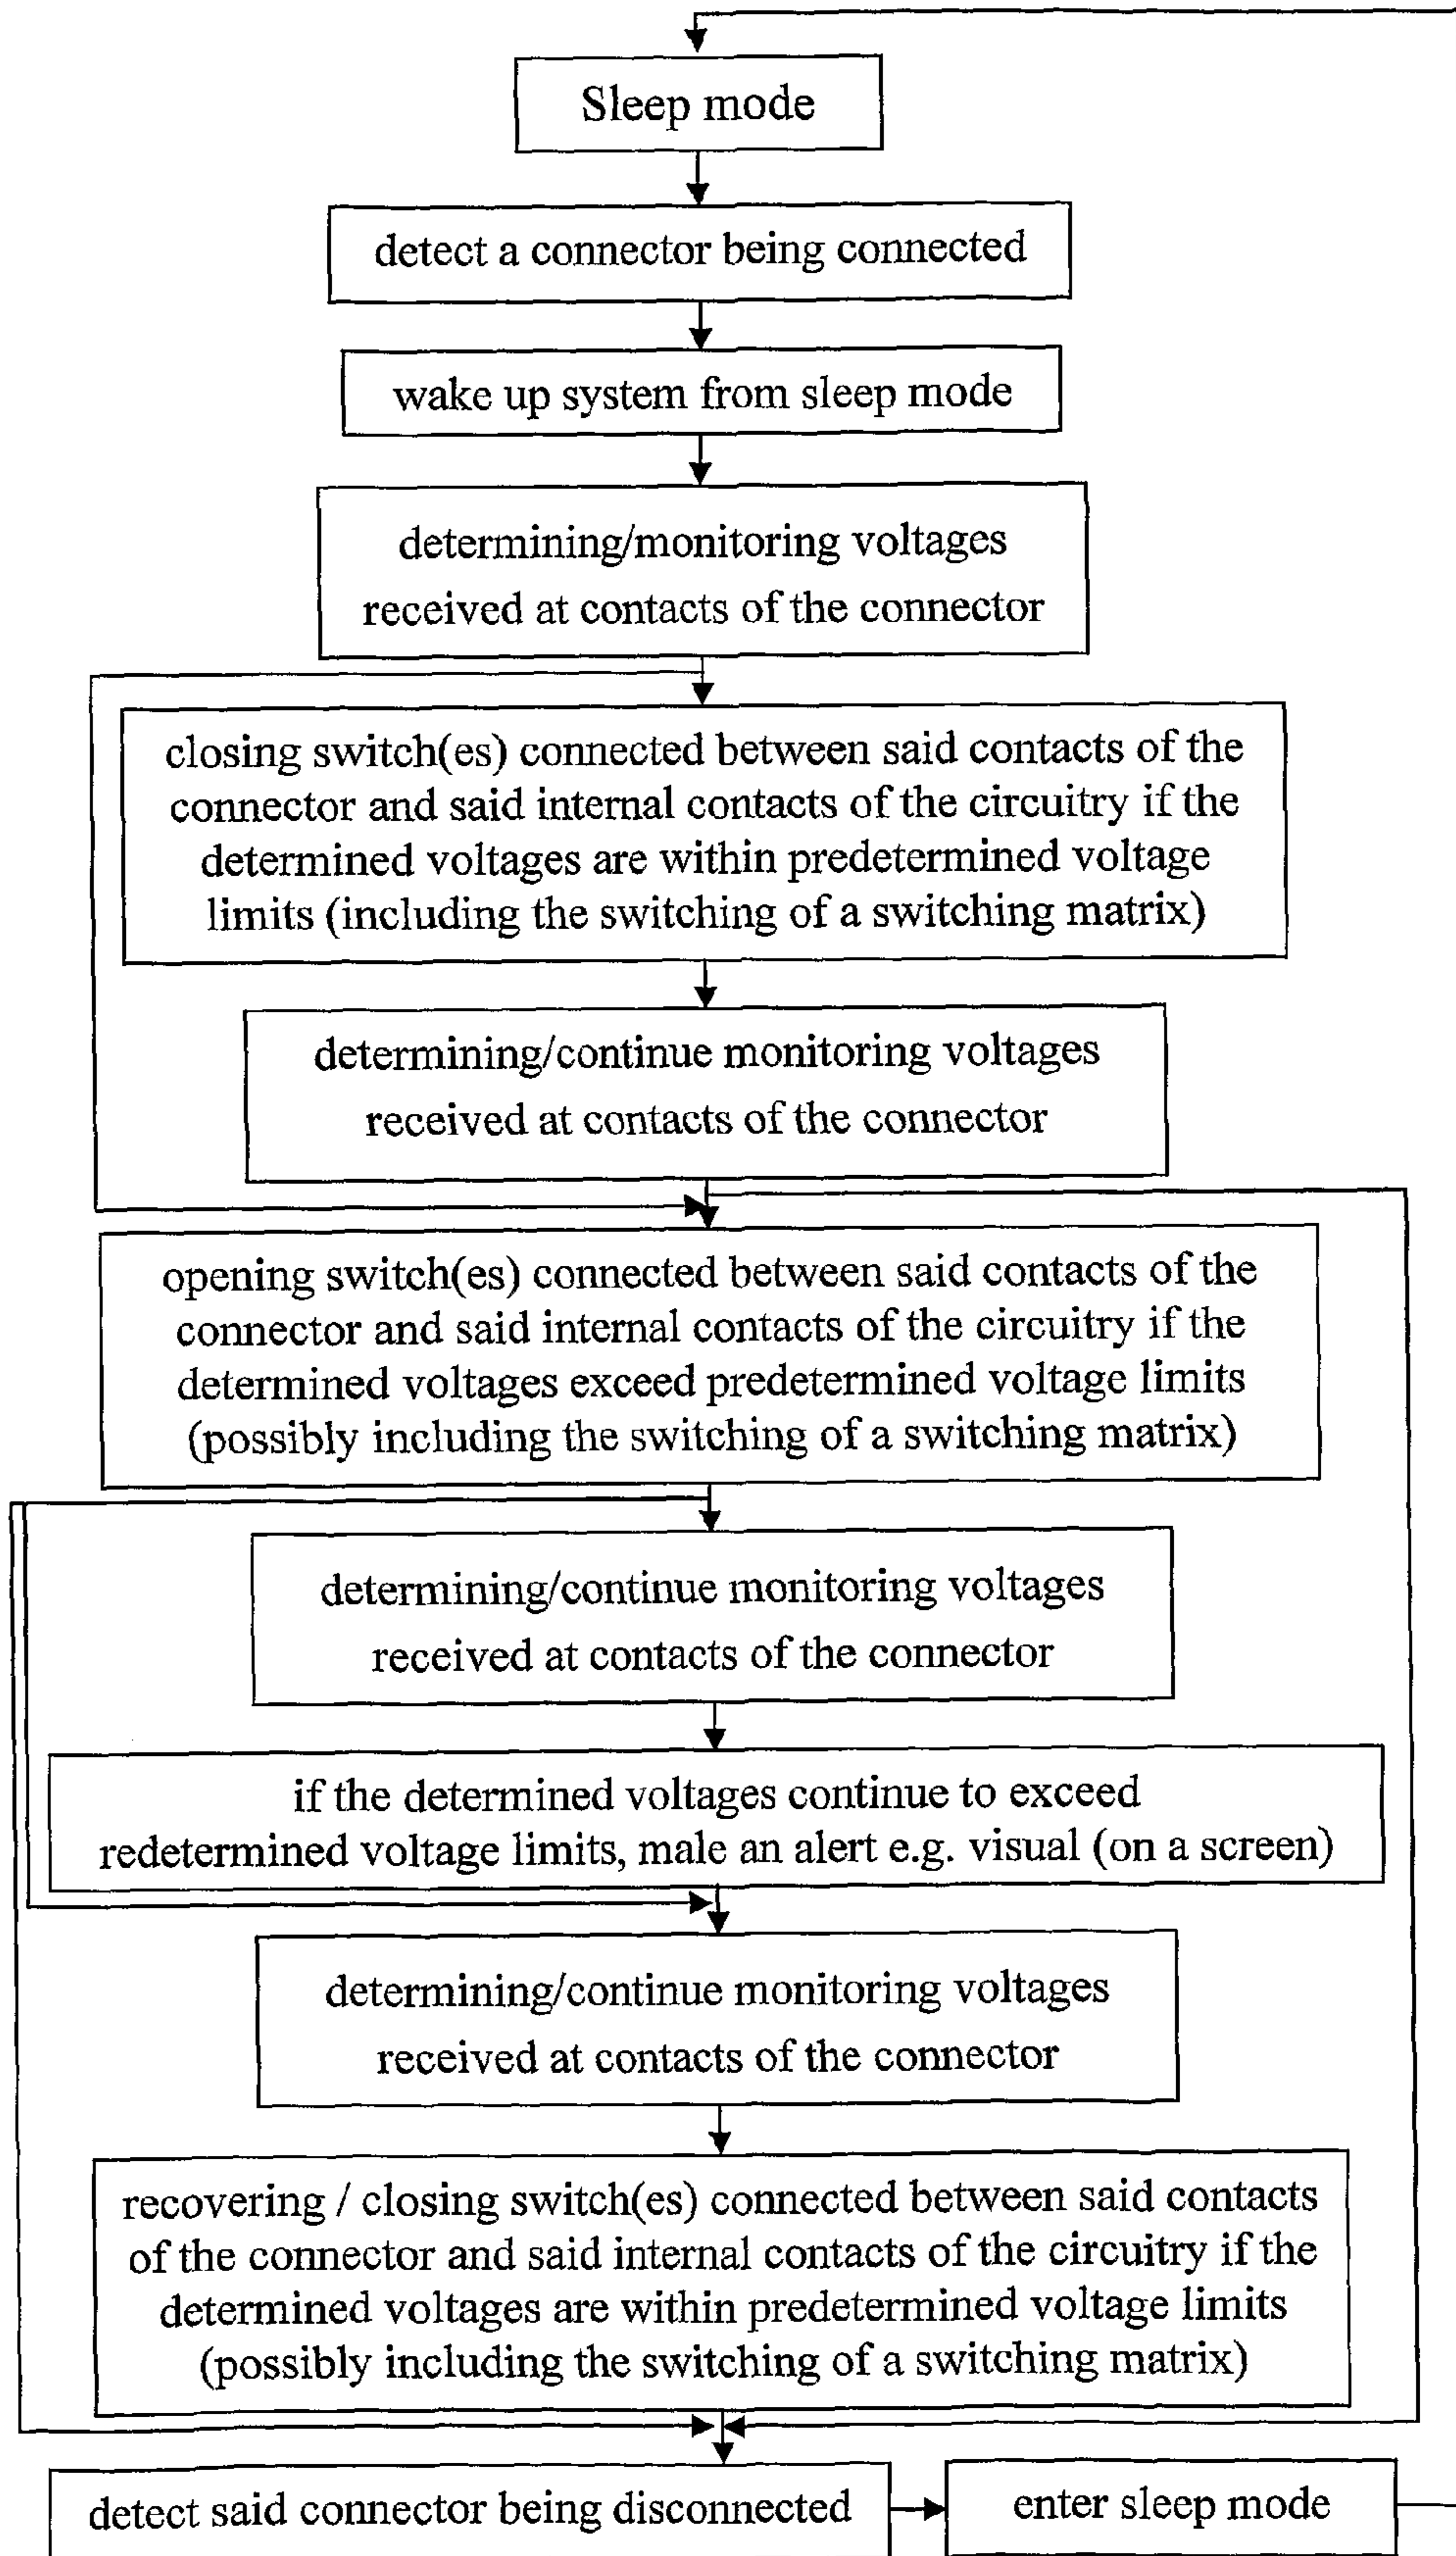 Sleep mode
detect a connector being connected
wake up system from sleep mode
determining/monitoring voltages
received at contacts of the connector
closing switch(es) connected between said contacts of the
connector and said internal contacts of the circuitry if the
determined voltages are within predetermined voltage
limits (including the switching of a switching matrix)
determining/continue monitoring voltages
received at contacts of the connector
opening switch(es) connected between said contacts of the
connector and said internal contacts of the circuitry if the
determined voltages exceed predetermined voltage limits
(possibly including the switching of a switching matrix)
determining/continue monitoring voltages
received at contacts of the connector
if the determined voltages continue to exceed
redetermined voltage limits, male an alert e.g. visual (on a screen)
determining/continue monitoring voltages
received at contacts of the connector
recovering / closing switch(es) connected between said contacts
of the connector and said internal contacts of the circuitry if the
determined voltages are within predetermined voltage limits
(possibly including the switching of a switching matrix)
detect said connector being disconnected
enter sleep mode